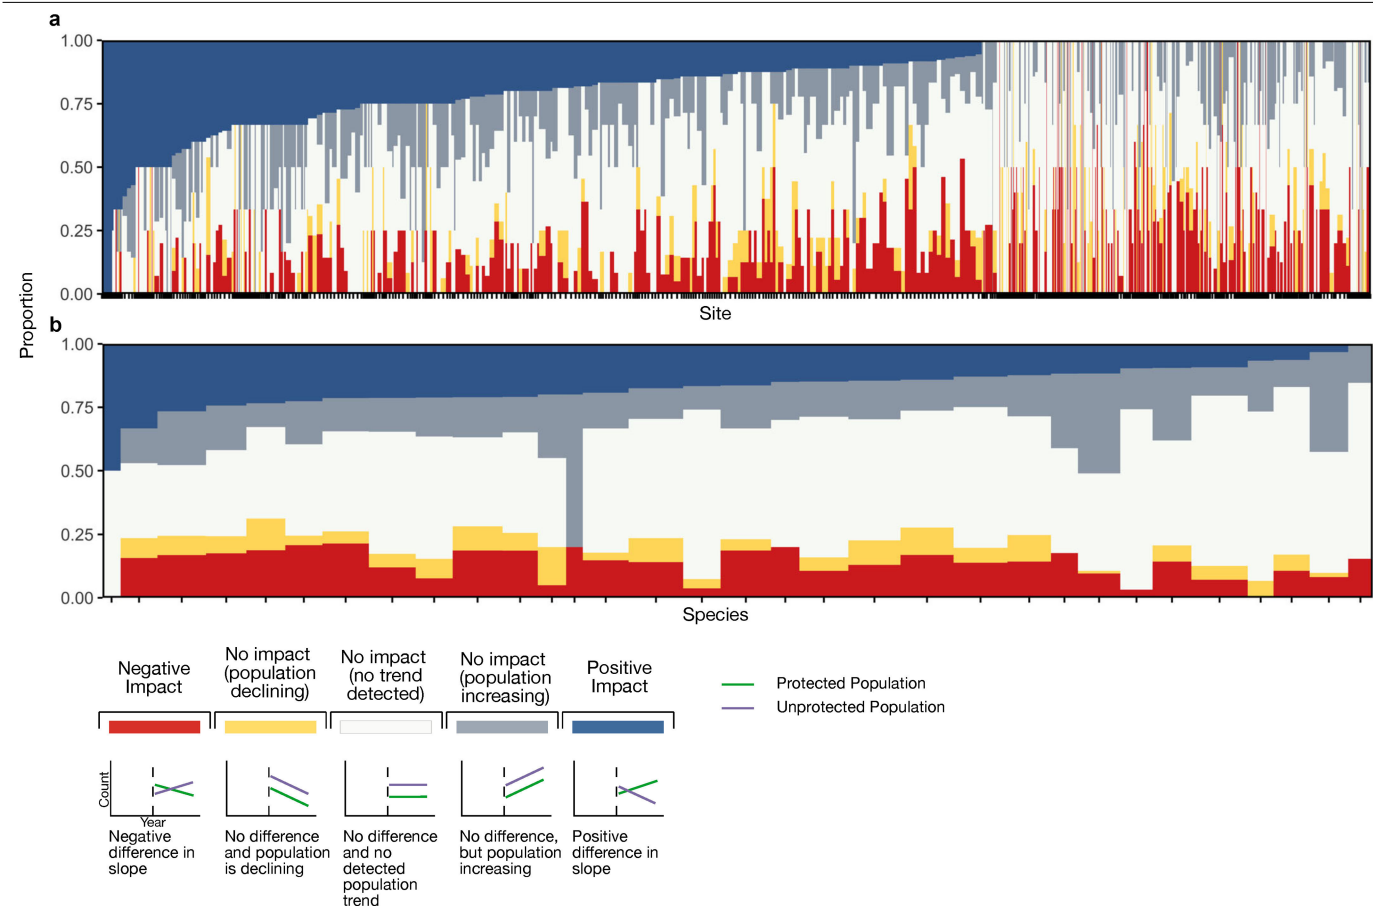 a
1.00
0.75
0.50
0.25
0.00
Site
Proportion
b
1.00
0.75
0.50
0.25
0.00
Species
Negative
Impact
No impact
(population
declining)
No impact
(no trend
detected)
No impact
(population
increasing)
Positive
Impact
Protected Population
Unprotected Population
Count
Year
Negative
difference in
slope
No difference
and population
is declining
No difference
and no
detected
population
trend
No difference,
but population
increasing
Positive
difference in
slope